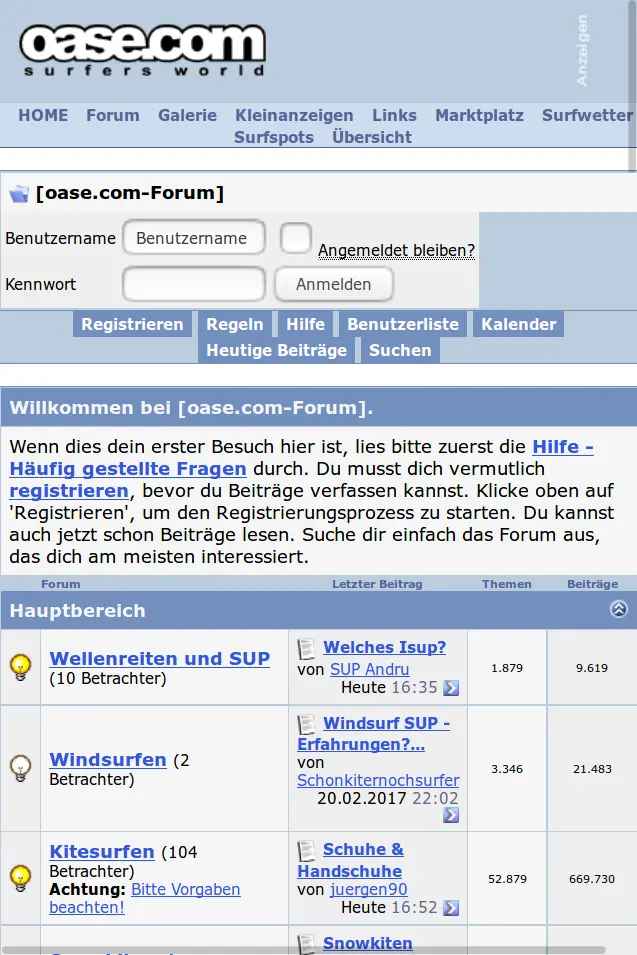 oase.com
surfers world
Anzeigen
HOME Forum Galerie Kleinanzeigen Links Marktplatz Surfwetter
Surfspots Übersicht
[oase.com-Forum]
Benutzername Benutzername Angemeldet bleiben?
Kennwort Anmelden
Registrieren Regeln Hilfe Benutzerliste Kalender
Heutige Beiträge Suchen
Willkommen bei [oase.com-Forum].
Wenn dies dein erster Besuch hier ist, lies bitte zuerst die Hilfe -
Häufig gestellte Fragen durch. Du musst dich vermutlich
registrieren, bevor du Beiträge verfassen kannst. Klicke oben auf
'Registrieren', um den Registrierungsprozess zu starten. Du kannst
auch jetzt schon Beiträge lesen. Suche dir einfach das Forum aus,
das dich am meisten interessiert.
Forum Letzter Beitrag Themen Beiträge
Hauptbereich
Wellenreiten und SUP
(10 Betrachter)
Welches Isup?
von SUP Andru
Heute 16:35
1.879
9.619
Windsurfen (2
Betrachter)
Windsurf SUP -
Erfahrungen?...
von
Schonkiternochsurfer
20.02.2017 22:02
3.346
21.483
Kitesurfen (104
Betrachter)
Achtung: Bitte Vorgaben
beachten!
Schuhe &
Handschuhe
von juergen90
Heute 16:52
52.879
669.730
Snowkiten